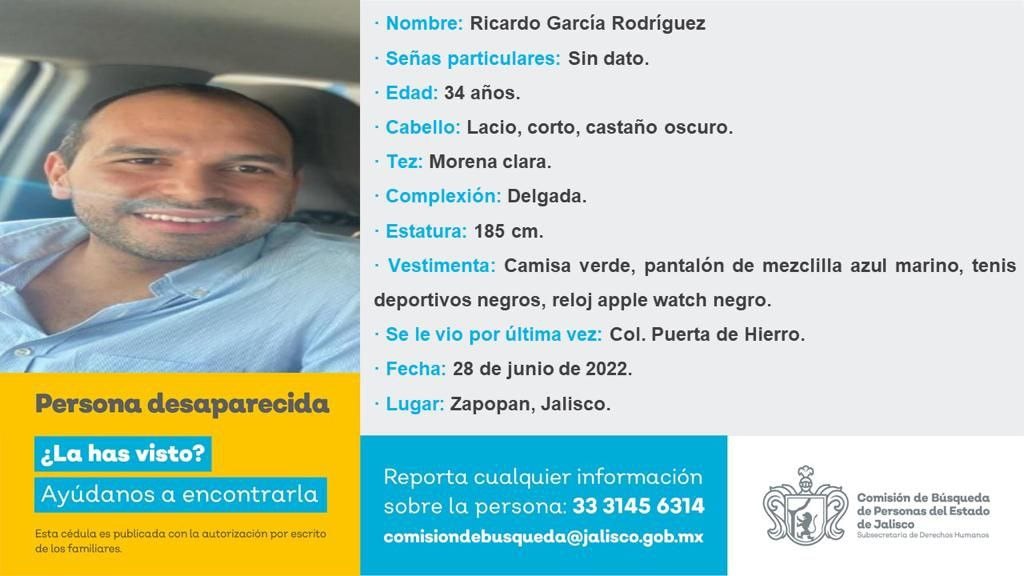 · Nombre: Ricardo García Rodríguez
· Señas particulares: Sin dato.
· Edad: 34 años.
· Cabello: Lacio, corto, castaño oscuro.
· Tez: Morena clara.
· Complexión: Delgada.
· Estatura: 185 cm.
· Vestimenta: Camisa verde, pantalón de mezclilla azul marino, tenis
deportivos negros, reloj apple watch negro.
· Se le vio por última vez: Col. Puerta de Hierro.
· Fecha: 28 de junio de 2022.
· Lugar: Zapopan, Jalisco.
Persona desaparecida
¿La has visto?
Ayúdanos a encontrarla
Esta cédula es publicada con la autorización por escrito
de los familiares.
Reporta cualquier información
sobre la persona: 33 3145 6314
comisiondebusqueda@jalisco.gob.mx
Comisión de Búsqueda
de Personas del Estado
de Jalisco
Subsecretaría de Derechos Humanos